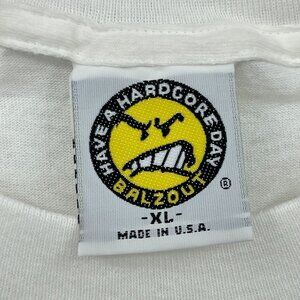 HAVE A HARDCORE DAY
BALZOUT
®
-XL-
MADE IN U.S.A.